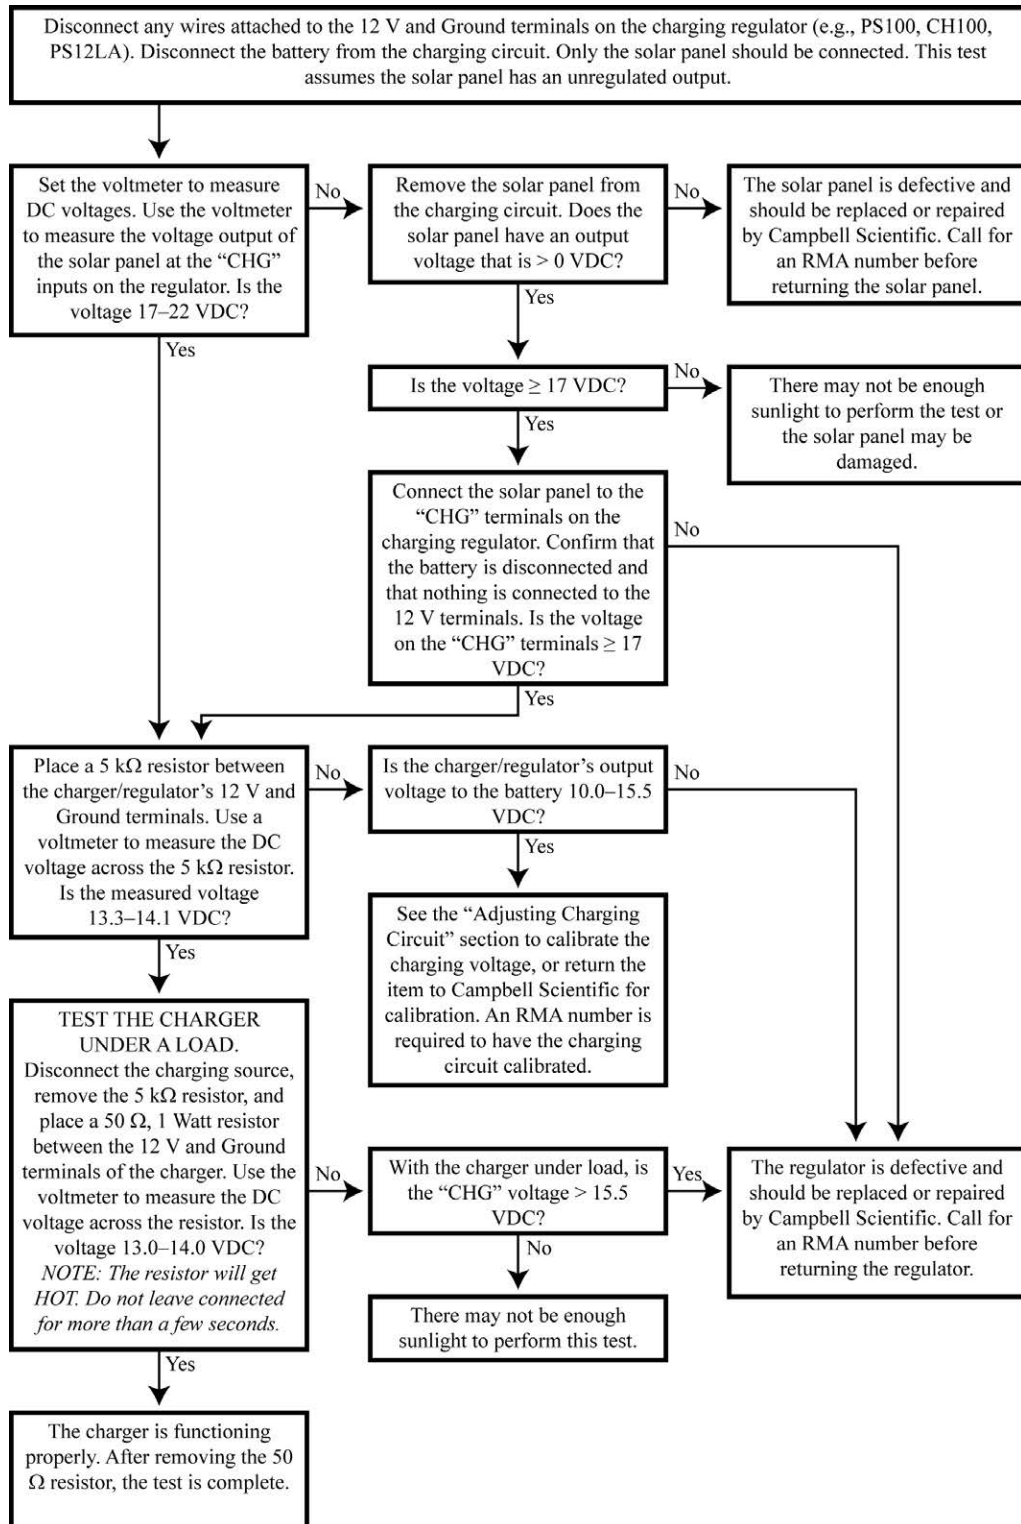 Disconnect any wires attached to the 12 V and Ground terminals on the charging regulator (e.g., PS100, CH100,
PS12LA). Disconnect the battery from the charging circuit. Only the solar panel should be connected. This test
assumes the solar panel has an unregulated output.
Set the voltmeter to measure
DC voltages. Use the voltmeter
to measure the voltage output of
the solar panel at the “CHG”
inputs on the regulator. Is the
voltage 17–22 VDC?
No
Remove the solar panel from
the charging circuit. Does the
solar panel have an output
voltage that is > 0 VDC?
No
The solar panel is defective and
should be replaced or repaired
by Campbell Scientific. Call for
an RMA number before
returning the solar panel.
Yes
Yes
Is the voltage ≥ 17 VDC?
No
There may not be enough
sunlight to perform the test or
the solar panel may be
damaged.
Yes
Connect the solar panel to the
“CHG” terminals on the
charging regulator. Confirm that
the battery is disconnected and
that nothing is connected to the
12 V terminals. Is the voltage
on the “CHG” terminals ≥ 17
VDC?
No
Yes
Place a 5 kΩ resistor between
the charger/regulator’s 12 V and
Ground terminals. Use a
voltmeter to measure the DC
voltage across the 5 kΩ resistor.
Is the measured voltage
13.3–14.1 VDC?
No
Is the charger/regulator’s output
voltage to the battery 10.0–15.5
VDC?
No
Yes
See the “Adjusting Charging
Circuit” section to calibrate the
charging voltage, or return the
item to Campbell Scientific for
calibration. An RMA number is
required to have the charging
circuit calibrated.
Yes
TEST THE CHARGER
UNDER A LOAD.
Disconnect the charging source,
remove the 5 kΩ resistor, and
place a 50 Ω, 1 Watt resistor
between the 12 V and Ground
terminals of the charger. Use the
voltmeter to measure the DC
voltage across the resistor. Is the
voltage 13.0–14.0 VDC?
NOTE: The resistor will get
HOT. Do not leave connected
for more than a few seconds.
No
With the charger under load, is
the “CHG” voltage > 15.5
VDC?
Yes
The regulator is defective and
should be replaced or repaired
by Campbell Scientific. Call for
an RMA number before
returning the regulator.
No
There may not be enough
sunlight to perform this test.
Yes
The charger is functioning
properly. After removing the 50
Ω resistor, the test is complete.